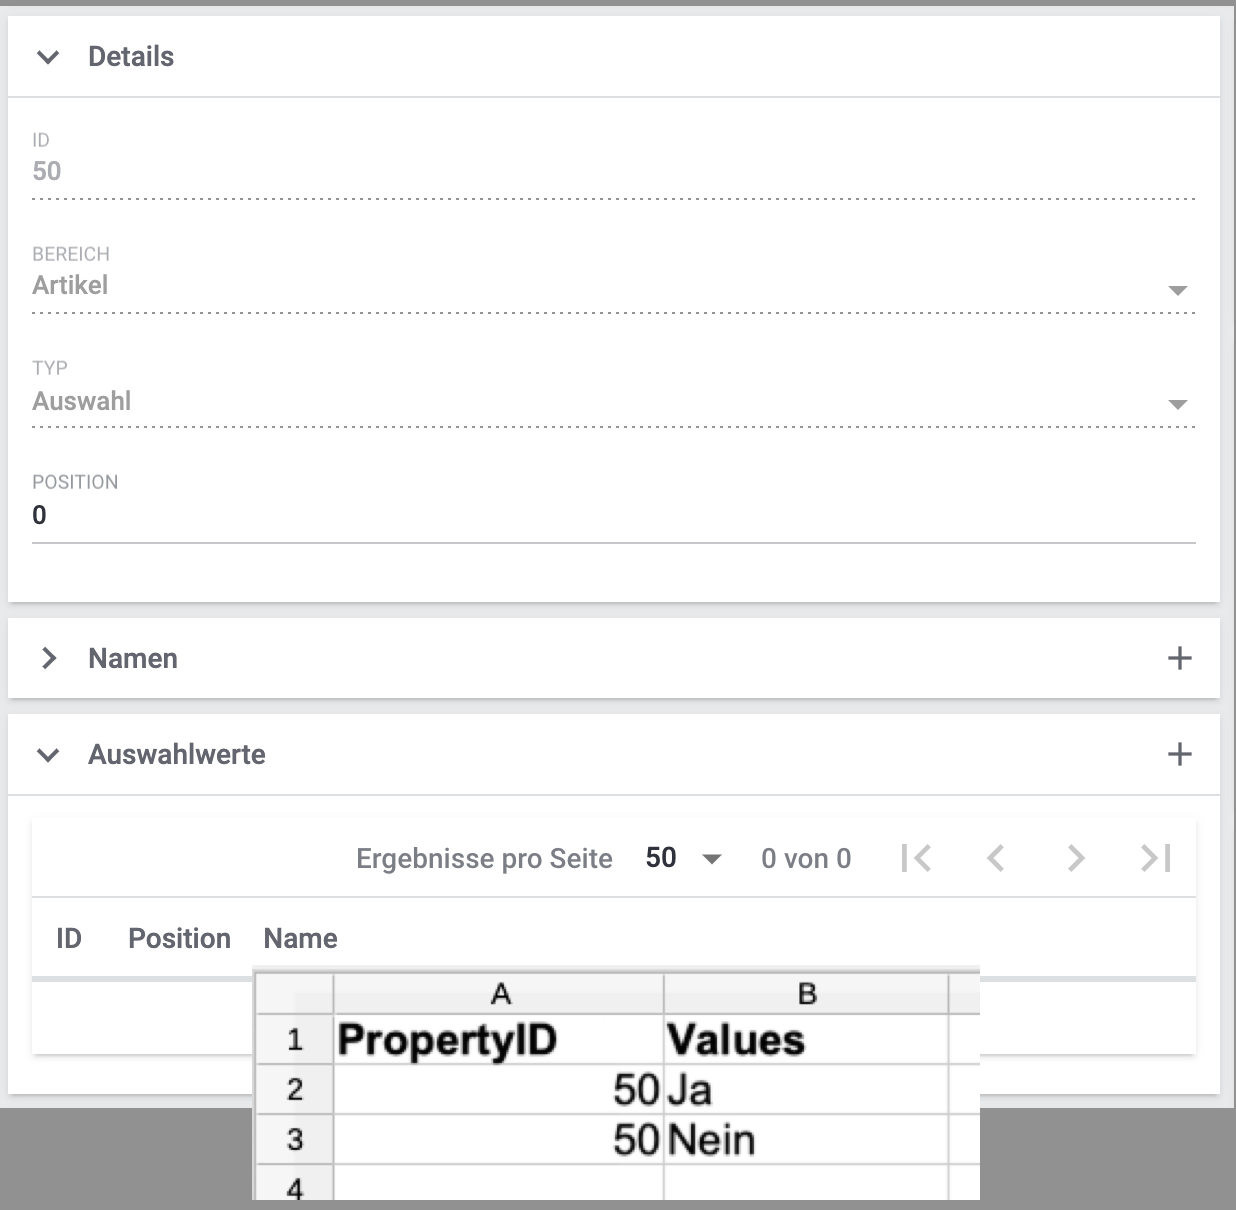 Details
ID
50
BEREICH
Artikel
TYP
Auswahl
POSITION
0
Namen
Auswahlwerte
Ergebnisse pro Seite 50 0 von 0
ID Position Name
A B
1 PropertyID Values
2 50 Ja
3 50 Nein
4